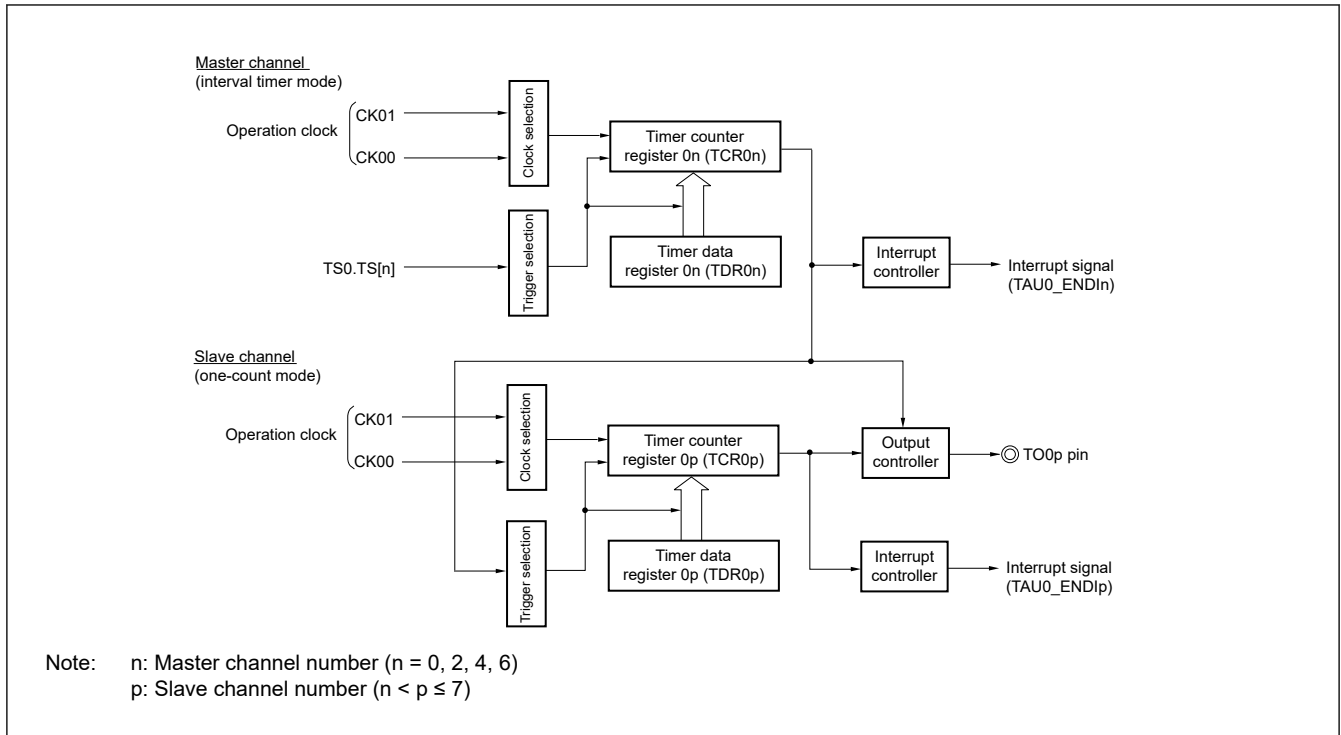 Master channel
(interval timer mode)
Operation clock
CK01
CK00
Clock selection
Timer counter
register 0n (TCR0n)
TS0.TS[n]
Trigger selection
Timer data
register 0n (TDR0n)
Interrupt
controller
Interrupt signal
(TAU0_ENDIn)
Slave channel
(one-count mode)
Operation clock
CK01
CK00
Clock selection
Timer counter
register 0p (TCR0p)
Output
controller
TO0p pin
Trigger selection
Timer data
register 0p (TDR0p)
Interrupt
controller
Interrupt signal
(TAU0_ENDIp)
Note: n: Master channel number (n = 0, 2, 4, 6)
p: Slave channel number (n < p ≤ 7)